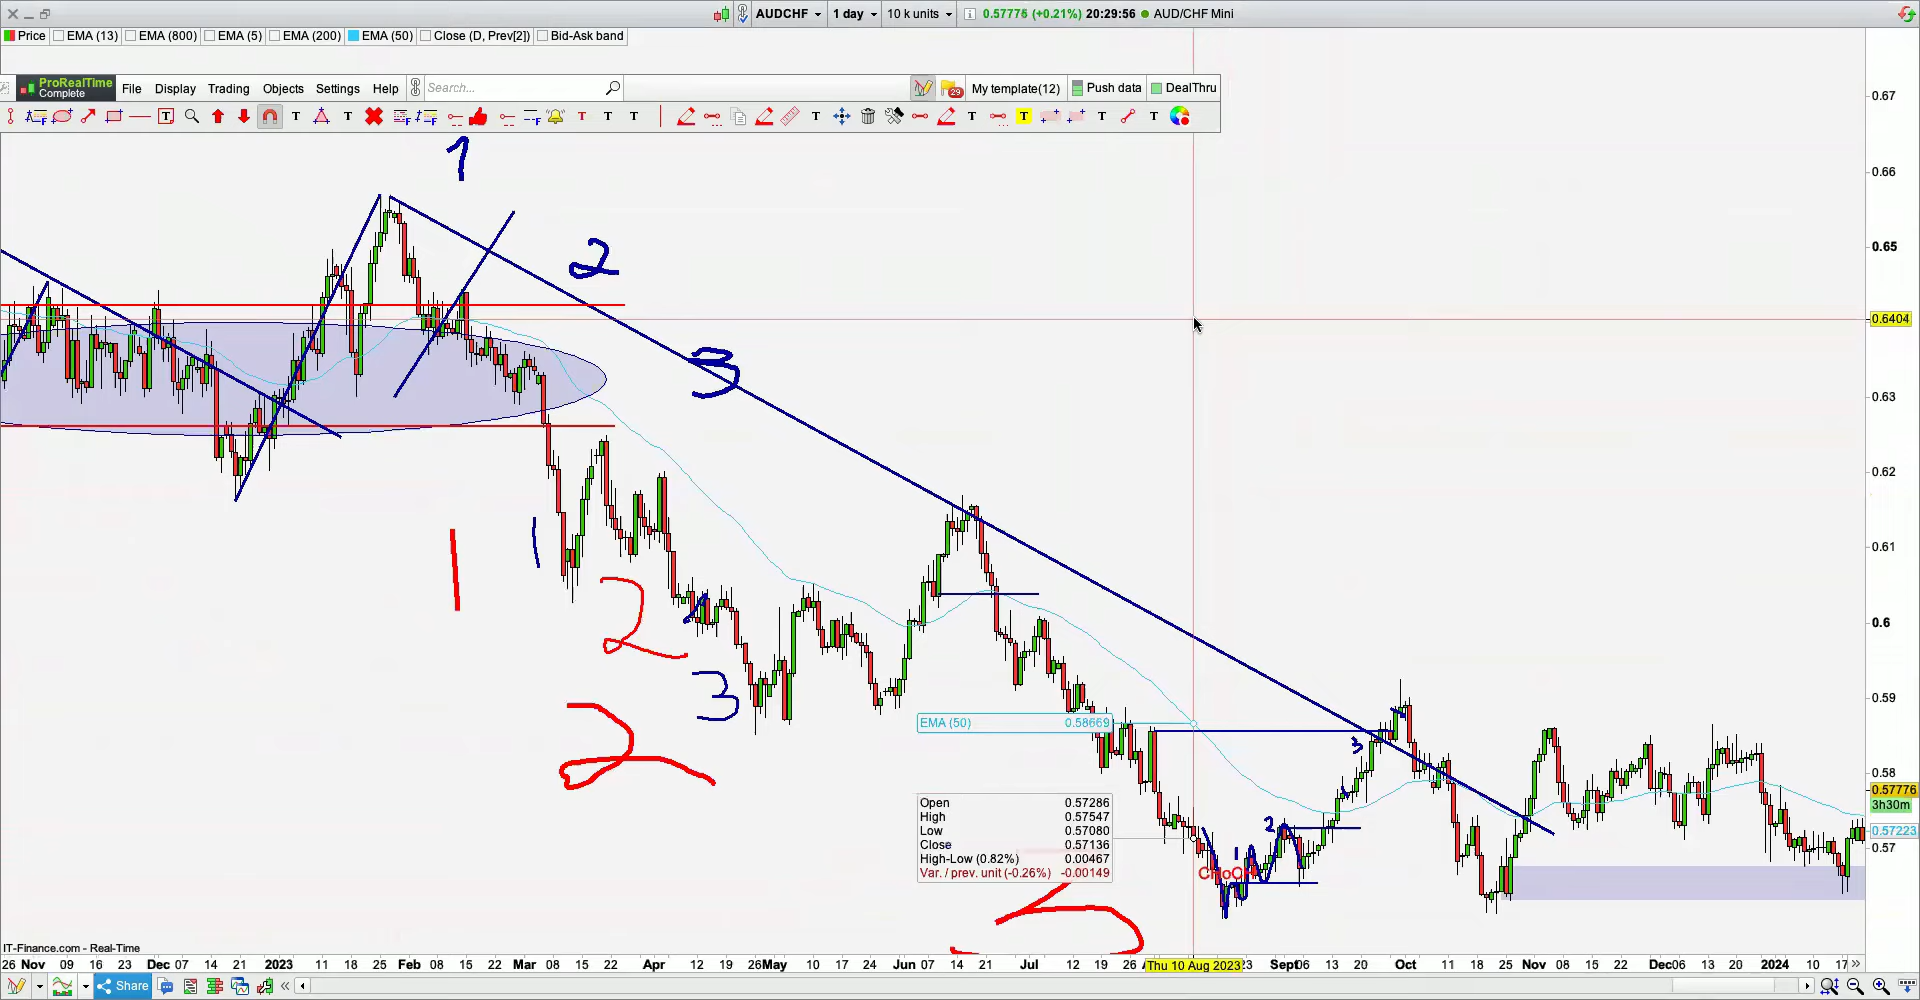 AUDCHF 1 day 10 k units 0.57775 (+0.21%) 20:29:56 AUD/CHF Mini
Price EMA (13) EMA (800) EMA (5) EMA (200) EMA (50) Close (D, Prev[2]) Bid-Ask band
ProRealTime
Complete
File Display Trading Objects Settings Help Search... 29 My template(12) Push data DealThru
T T T T T T T T T T
0.67
1
0.66
2
0.65
0.6404
3
0.63
0.62
0.61
1
1
2
0.6
3
0.59
EMA (50) 0.58669
2
3
0.58
0.57776
3h30m
Open 0.57286
High 0.57547
Low 0.57080
Close 0.57136
High-Low (0.82%) 0.00467
Var. / prev. unit (-0.26%) -0.00149
2
1
0.57223
0.57
IT-Finance.com - Real-Time
26 Nov 09 16 23 Dec 07 14 21 2023 11 18 25 Feb 08 15 22 Mar 08 15 22 Apr 12 19 26 May 10 17 24 Jun 07 14 21 Jul 12 19 26 Thu 10 Aug 2023 23 Sep 06 13 20 Oct 11 18 25 Nov 08 15 22 Dec 06 13 20 2024 10 17 »
Share «